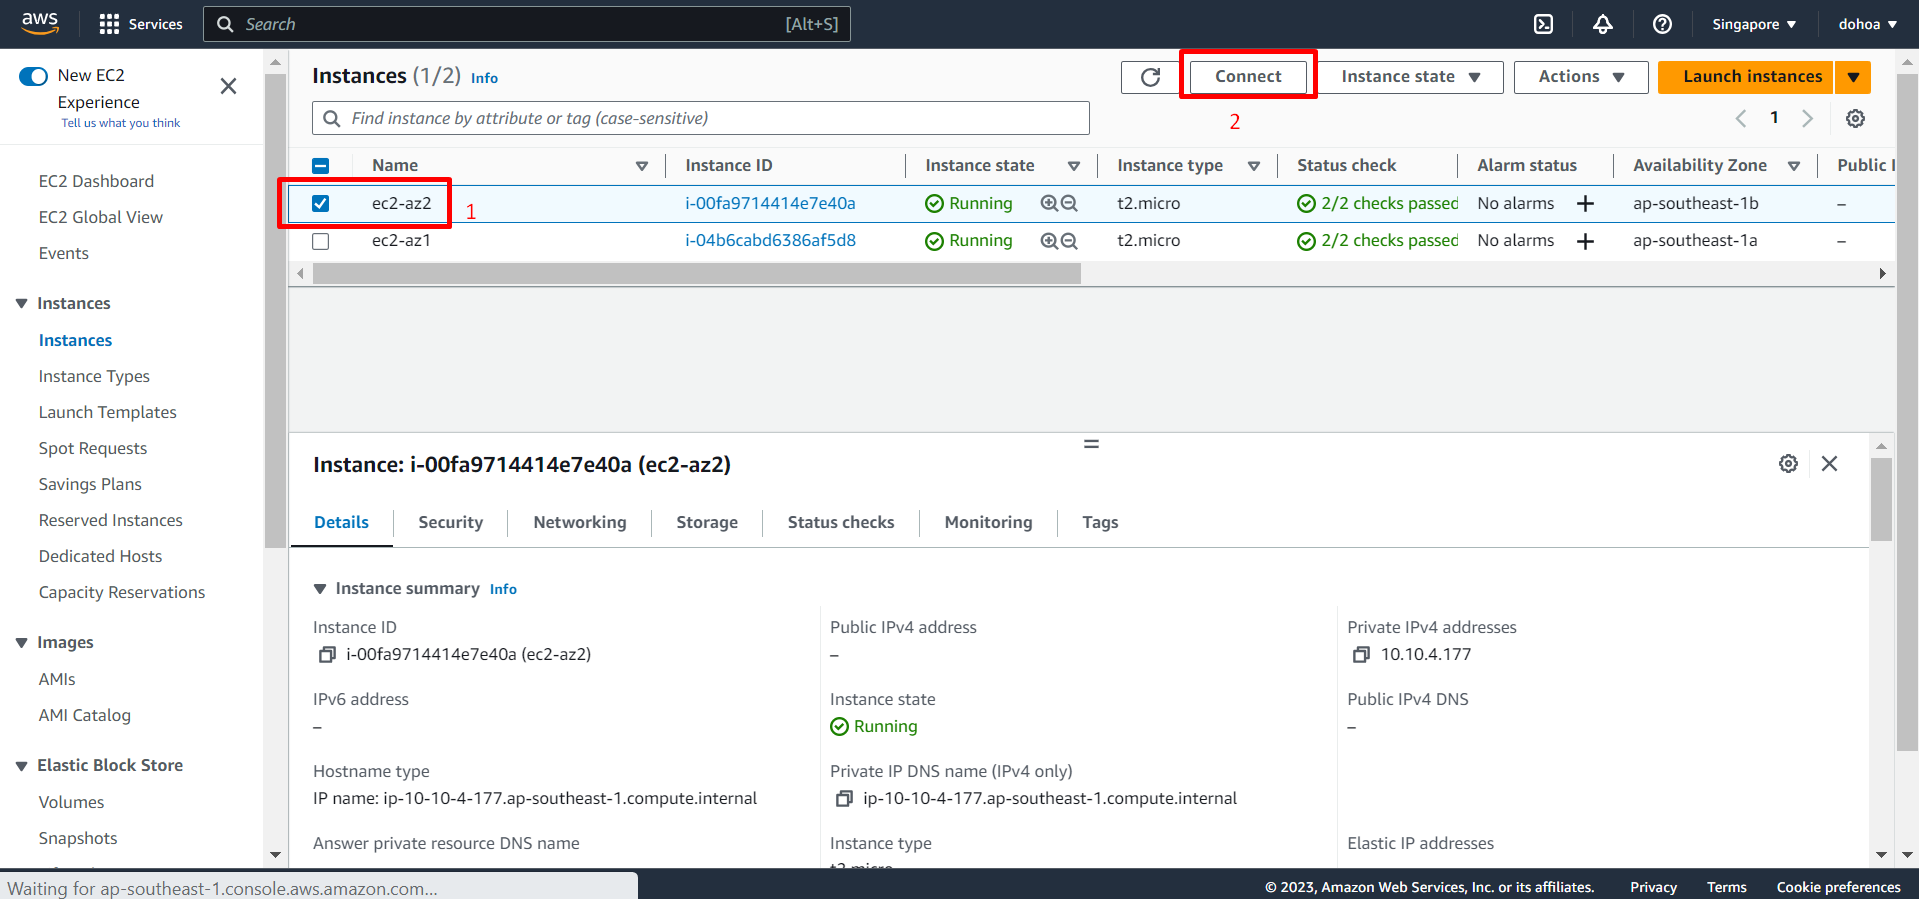 aws
Services
Search [Alt+S]
Singapore
dohoa
New EC2
Experience
Tell us what you think
EC2 Dashboard
EC2 Global View
Events
Instances
Instances
Instance Types
Launch Templates
Spot Requests
Savings Plans
Reserved Instances
Dedicated Hosts
Capacity Reservations
Images
AMIs
AMI Catalog
Elastic Block Store
Volumes
Snapshots
Instances (1/2) Info
Connect
Instance state
Actions
Launch instances
Find instance by attribute or tag (case-sensitive)
2
1
Name Instance ID Instance state Instance type Status check Alarm status Availability Zone Public I
ec2-az2 i-00fa9714414e7e40a Running t2.micro 2/2 checks passed No alarms + ap-southeast-1b –
1
ec2-az1 i-04b6cabd6386af5d8 Running t2.micro 2/2 checks passed No alarms + ap-southeast-1a –
Instance: i-00fa9714414e7e40a (ec2-az2)
Details Security Networking Storage Status checks Monitoring Tags
Instance summary Info
Instance ID
i-00fa9714414e7e40a (ec2-az2)
Public IPv4 address
–
Private IPv4 addresses
10.10.4.177
IPv6 address
–
Instance state
Running
Public IPv4 DNS
–
Hostname type
IP name: ip-10-10-4-177.ap-southeast-1.compute.internal
Private IP DNS name (IPv4 only)
ip-10-10-4-177.ap-southeast-1.compute.internal
Answer private resource DNS name
Instance type
t2.micro
Elastic IP addresses
Waiting for ap-southeast-1.console.aws.amazon.com...
© 2023, Amazon Web Services, Inc. or its affiliates. Privacy Terms Cookie preferences